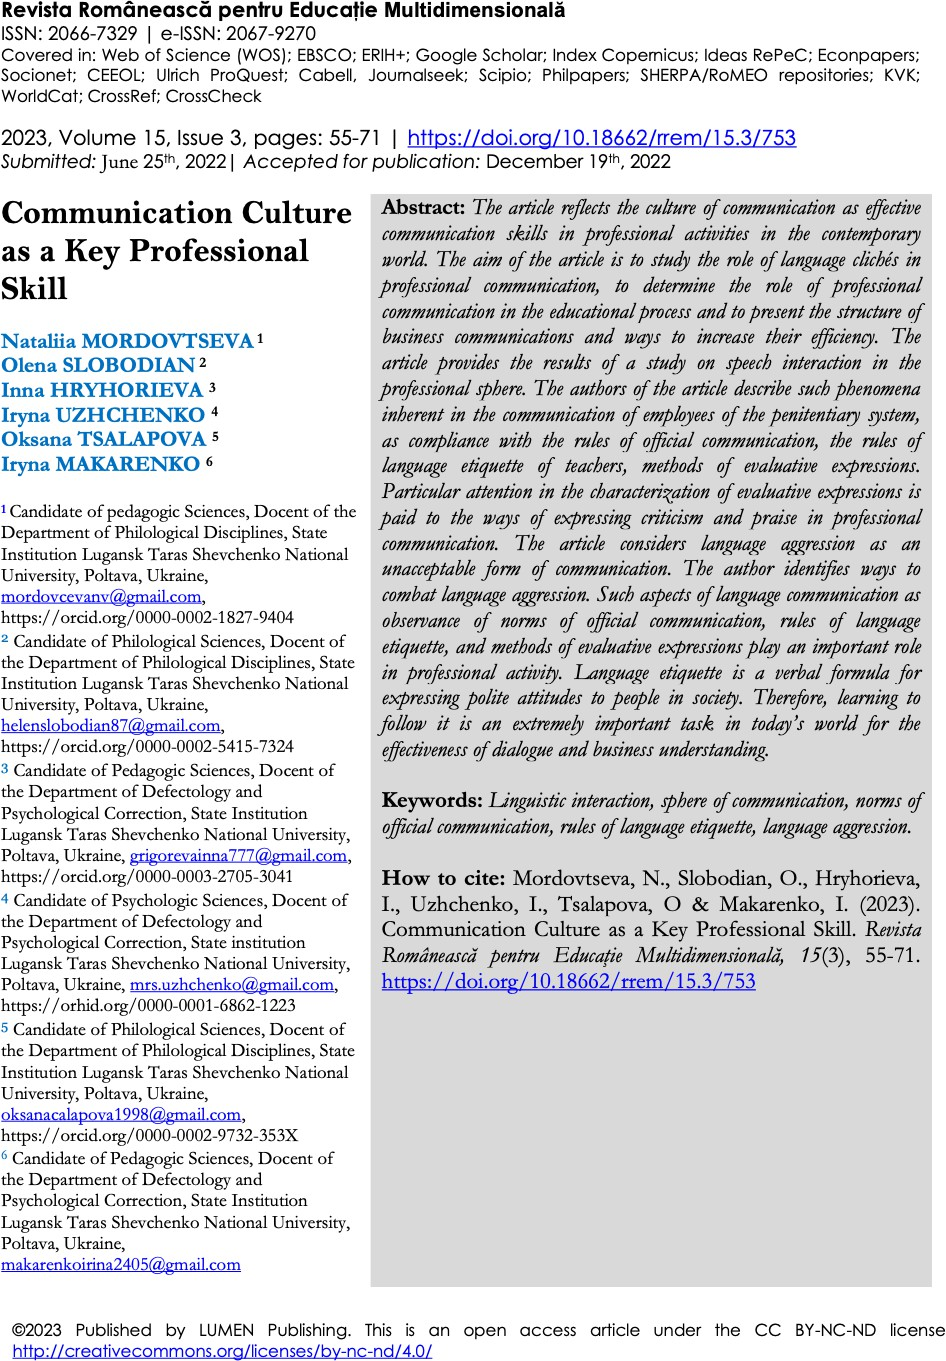 Revista Românească pentru Educaţie Multidimensională
ISSN: 2066-7329 | e-ISSN: 2067-9270
Covered in: Web of Science (WOS); EBSCO; ERIH+; Google Scholar; Index Copernicus; Ideas RePeC; Econpapers;
Socionet; CEEOL; Ulrich ProQuest; Cabell, Journalseek; Scipio; Philpapers; SHERPA/RoMEO repositories; KVK;
WorldCat; CrossRef; CrossCheck
2023, Volume 15, Issue 3, pages: 55-71 | https://doi.org/10.18662/rrem/15.3/753
Submitted: June 25th, 2022| Accepted for publication: December 19th, 2022
Communication Culture
as a Key Professional
Skill
Nataliia MORDOVTSEVA 1
Olena SLOBODIAN 2
Inna HRYHORIEVA 3
Iryna UZHCHENKO 4
Oksana TSALAPOVA 5
Iryna MAKARENKO 6
1 Candidate of pedagogic Sciences, Docent of the
Department of Philological Disciplines, State
Institution Lugansk Taras Shevchenko National
University, Poltava, Ukraine,
mordovcevanv@gmail.com,
https://orcid.org/0000-0002-1827-9404
2 Candidate of Philological Sciences, Docent of
the Department of Philological Disciplines, State
Institution Lugansk Taras Shevchenko National
University, Poltava, Ukraine,
helenslobodian87@gmail.com,
https://orcid.org/0000-0002-5415-7324
3 Candidate of Pedagogic Sciences, Docent of
the Department of Defectology and
Psychological Correction, State Institution
Lugansk Taras Shevchenko National University,
Poltava, Ukraine, grigorevainna777@gmail.com,
https://orcid.org/0000-0003-2705-3041
4 Candidate of Psychologic Sciences, Docent of
the Department of Defectology and
Psychological Correction, State institution
Lugansk Taras Shevchenko National University,
Poltava, Ukraine, mrs.uzhchenko@gmail.com,
https://orhid.org/0000-0001-6862-1223
5 Candidate of Philological Sciences, Docent of
the Department of Philological Disciplines, State
Institution Lugansk Taras Shevchenko National
University, Poltava, Ukraine,
oksanacalapova1998@gmail.com,
https://orcid.org/0000-0002-9732-353X
6 Candidate of Pedagogic Sciences, Docent of
the Department of Defectology and
Psychological Correction, State Institution
Lugansk Taras Shevchenko National University,
Poltava, Ukraine,
makarenkoirina2405@gmail.com
Abstract: The article reflects the culture of communication as effective
communication skills in professional activities in the contemporary
world. The aim of the article is to study the role of language clichés in
professional communication, to determine the role of professional
communication in the educational process and to present the structure of
business communications and ways to increase their efficiency. The
article provides the results of a study on speech interaction in the
professional sphere. The authors of the article describe such phenomena
inherent in the communication of employees of the penitentiary system,
as compliance with the rules of official communication, the rules of
language etiquette of teachers, methods of evaluative expressions.
Particular attention in the characterization of evaluative expressions is
paid to the ways of expressing criticism and praise in professional
communication. The article considers language aggression as an
unacceptable form of communication. The author identifies ways to
combat language aggression. Such aspects of language communication as
observance of norms of official communication, rules of language
etiquette, and methods of evaluative expressions play an important role
in professional activity. Language etiquette is a verbal formula for
expressing polite attitudes to people in society. Therefore, learning to
follow it is an extremely important task in today's world for the
effectiveness of dialogue and business understanding.
Keywords: Linguistic interaction, sphere of communication, norms of
official communication, rules of language etiquette, language aggression.
How to cite: Mordovtseva, N., Slobodian, O., Hryhorieva,
I., Uzhchenko, I., Tsalapova, O & Makarenko, I. (2023).
Communication Culture as a Key Professional Skill. Revista
Românească pentru Educaţie Multidimensională, 15(3), 55-71.
https://doi.org/10.18662/rrem/15.3/753
©2023 Published by LUMEN Publishing. This is an open access article under the CC BY-NC-ND license
http://creativecommons.org/licenses/by-nc-nd/4.0/